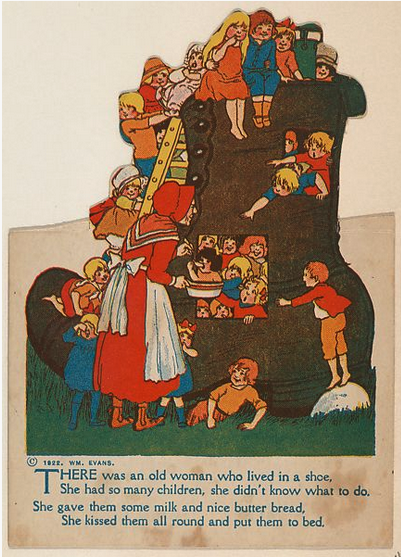 © 1922. WM. EVANS.
THERE was an old woman who lived in a shoe,
She had so many children, she didn't know what to do.
She gave them some milk and nice butter bread,
She kissed them all round and put them to bed.